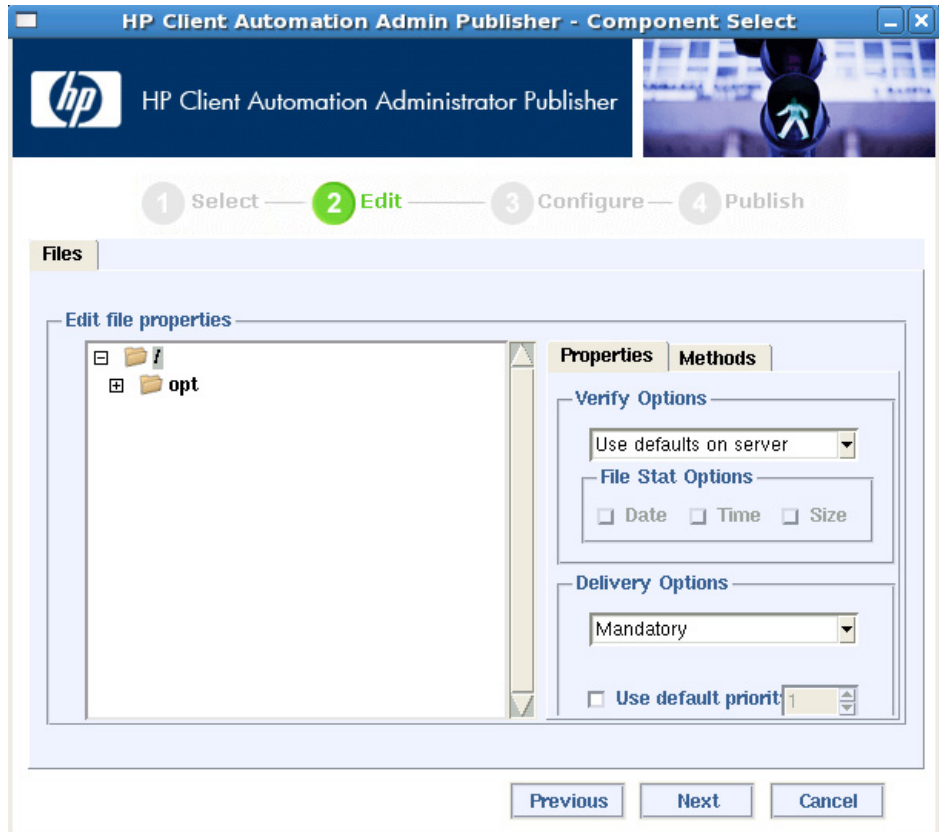 HP Client Automation Admin Publisher - Component Select
hp HP Client Automation Administrator Publisher
1 Select 2 Edit 3 Configure 4 Publish
Files
Edit file properties
/
opt
Properties Methods
Verify Options
Use defaults on server
File Stat Options
Date Time Size
Delivery Options
Mandatory
Use default priorit 1
Previous Next Cancel